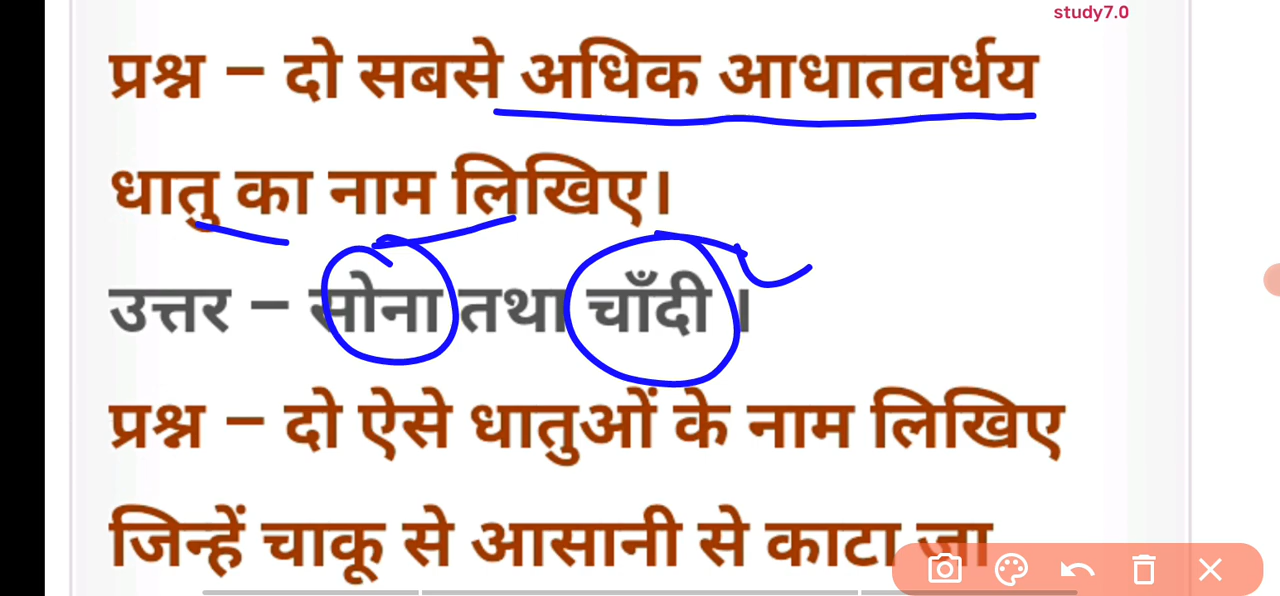 study7.0
प्रश्न – दो सबसे अधिक आधातवर्धय
धातु का नाम लिखिए।
उत्तर – सोना तथा चाँदी ।
प्रश्न – दो ऐसे धातुओं के नाम लिखिए
जिन्हें चाकू से आसानी से काटा जा